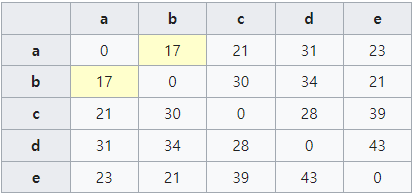 a b c d e
a 0 17 21 31 23
b 17 0 30 34 21
c 21 30 0 28 39
d 31 34 28 0 43
e 23 21 39 43 0